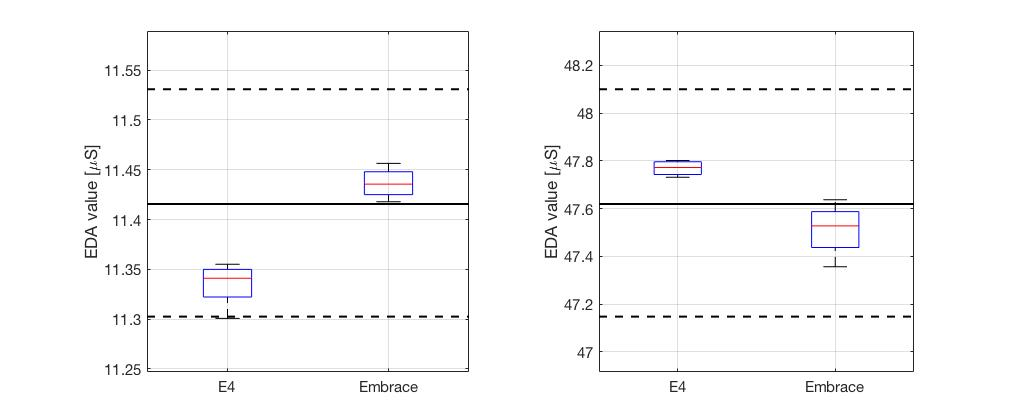 EDA value [μS]
11.55
11.5
11.45
11.4
11.35
11.3
11.25
E4
Embrace
EDA value [μS]
48.2
48
47.8
47.6
47.4
47.2
47
E4
Embrace